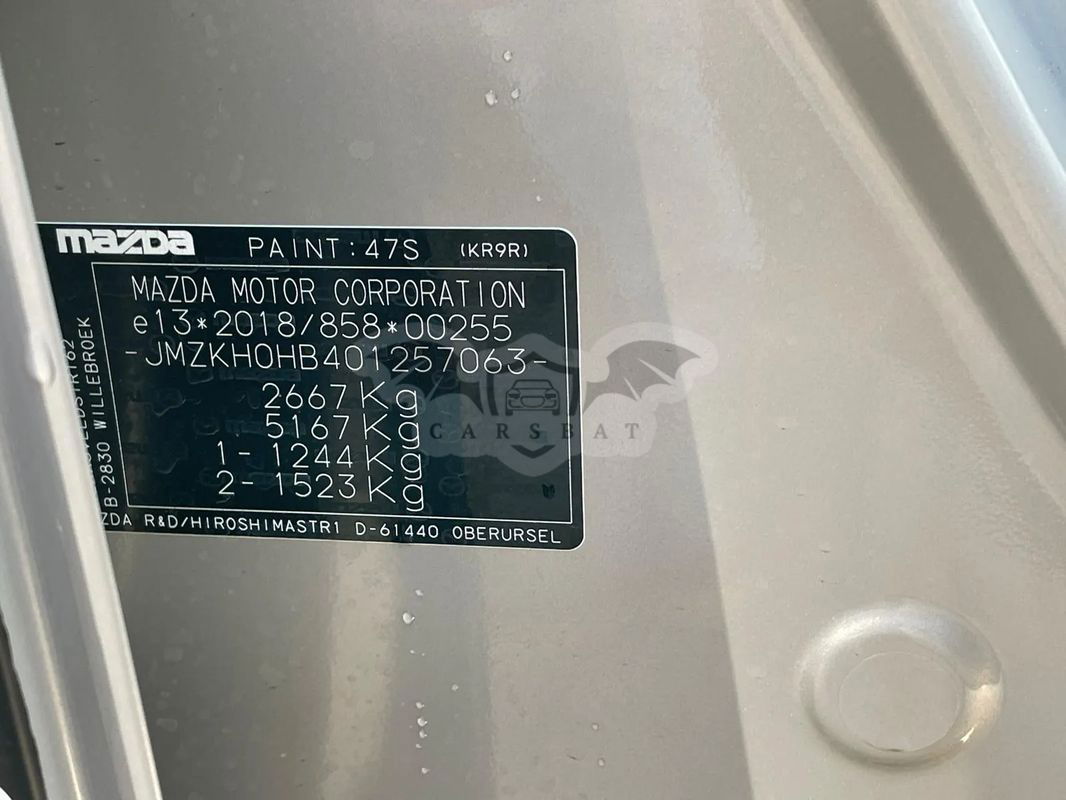 mazda PAINT:47S (KR9R)
MAZDA MOTOR CORPORATION
e13*2018/858*00255
-JMZKH0HB401257063-
2667Kg
5167Kg
1-1244Kg
2-1523Kg
B-2830 WILLEBROEK
R&D/HIROSHIMASTR1 D-61440 OBERURSEL
CARSBAT